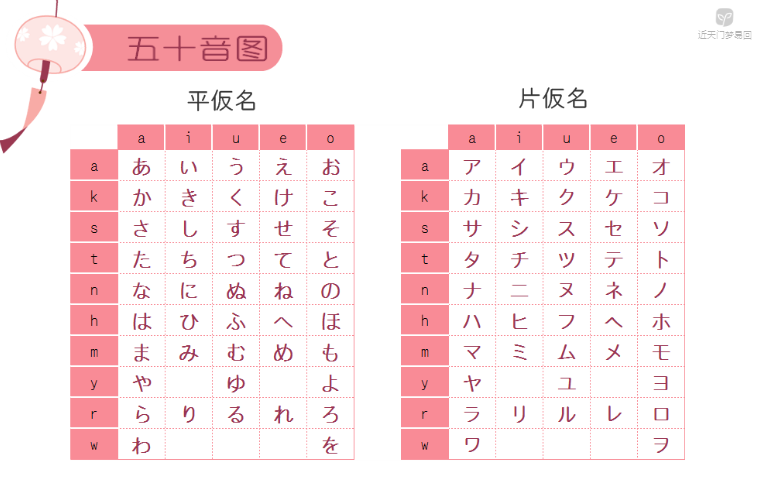 近天门梦易囡
五十音图
平仮名 片仮名
a i u e o a i u e o
a あ い う え お a ア イ ウ エ オ
k か き く け こ k カ キ ク ケ コ
s さ し す せ そ s サ シ ス セ ソ
t た ち つ て と t タ チ ツ テ ト
n な に ぬ ね の n ナ ニ ヌ ネ ノ
h は ひ ふ へ ほ h ハ ヒ フ ヘ ホ
m ま み む め も m マ ミ ム メ モ
y や ゆ よ y ヤ ユ ヨ
r ら り る れ ろ r ラ リ ル レ ロ
w わ を w ワ ヲ